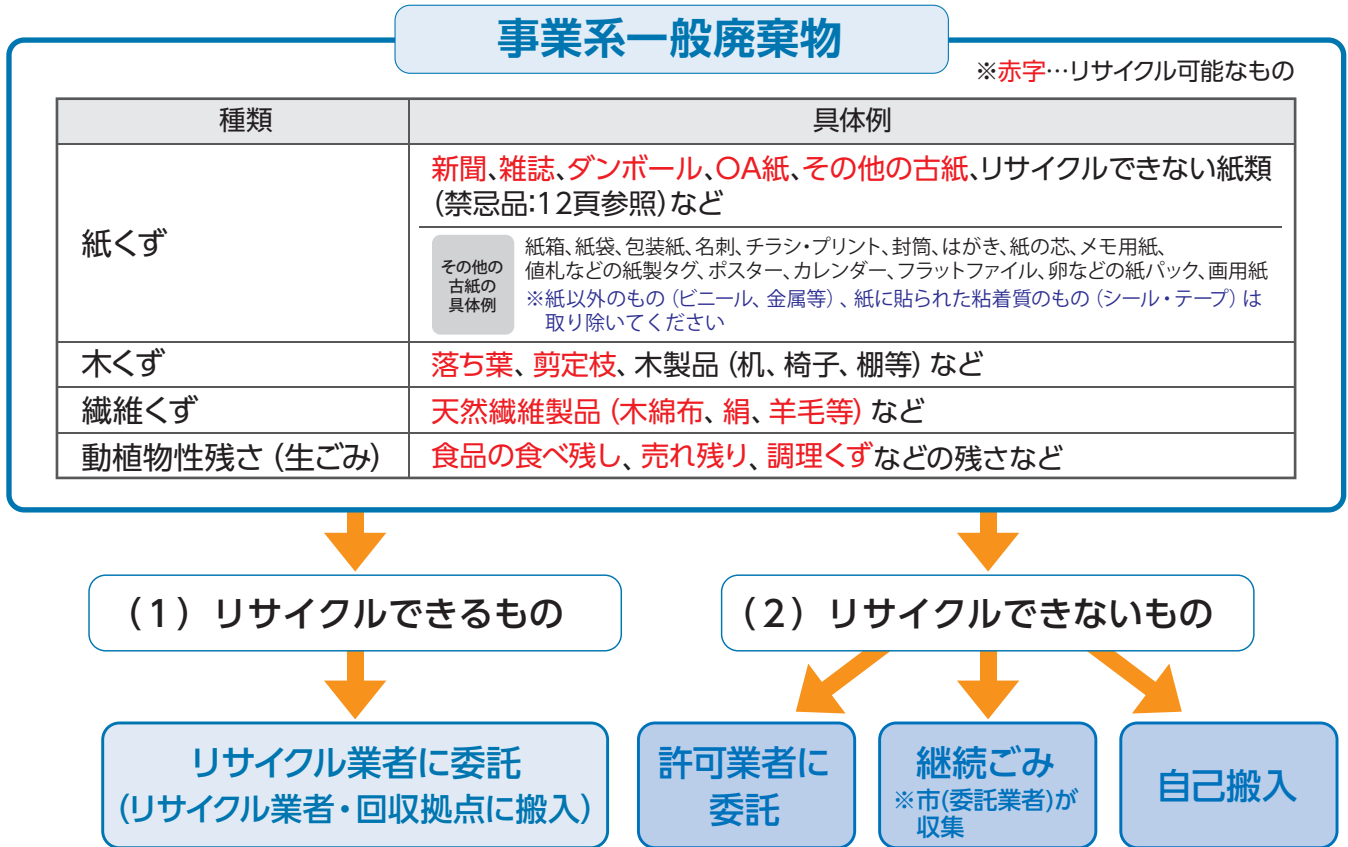 事業系一般廃棄物
※赤字…リサイクル可能なもの
種類
具体例
紙くず
新聞、雑誌、ダンボール、OA紙、その他の古紙、リサイクルできない紙類
(禁忌品:12頁参照)など
その他の
古紙の
具体例
紙箱、紙袋、包装紙、名刺、チラシ・プリント、封筒、はがき、紙の芯、メモ用紙、
値札などの紙製タグ、ポスター、カレンダー、フラットファイル、卵などの紙パック、画用紙
※紙以外のもの（ビニール、金属等）、紙に貼られた粘着質のもの（シール・テープ）は
取り除いてください
木くず
落ち葉、剪定枝、木製品（机、椅子、棚等）など
繊維くず
天然繊維製品（木綿布、絹、羊毛等）など
動植物性残さ（生ごみ）
食品の食べ残し、売れ残り、調理くずなどの残さなど
（1）リサイクルできるもの
（2）リサイクルできないもの
リサイクル業者に委託
(リサイクル業者・回収拠点に搬入)
許可業者に
委託
継続ごみ
※市(委託業者)が
収集
自己搬入